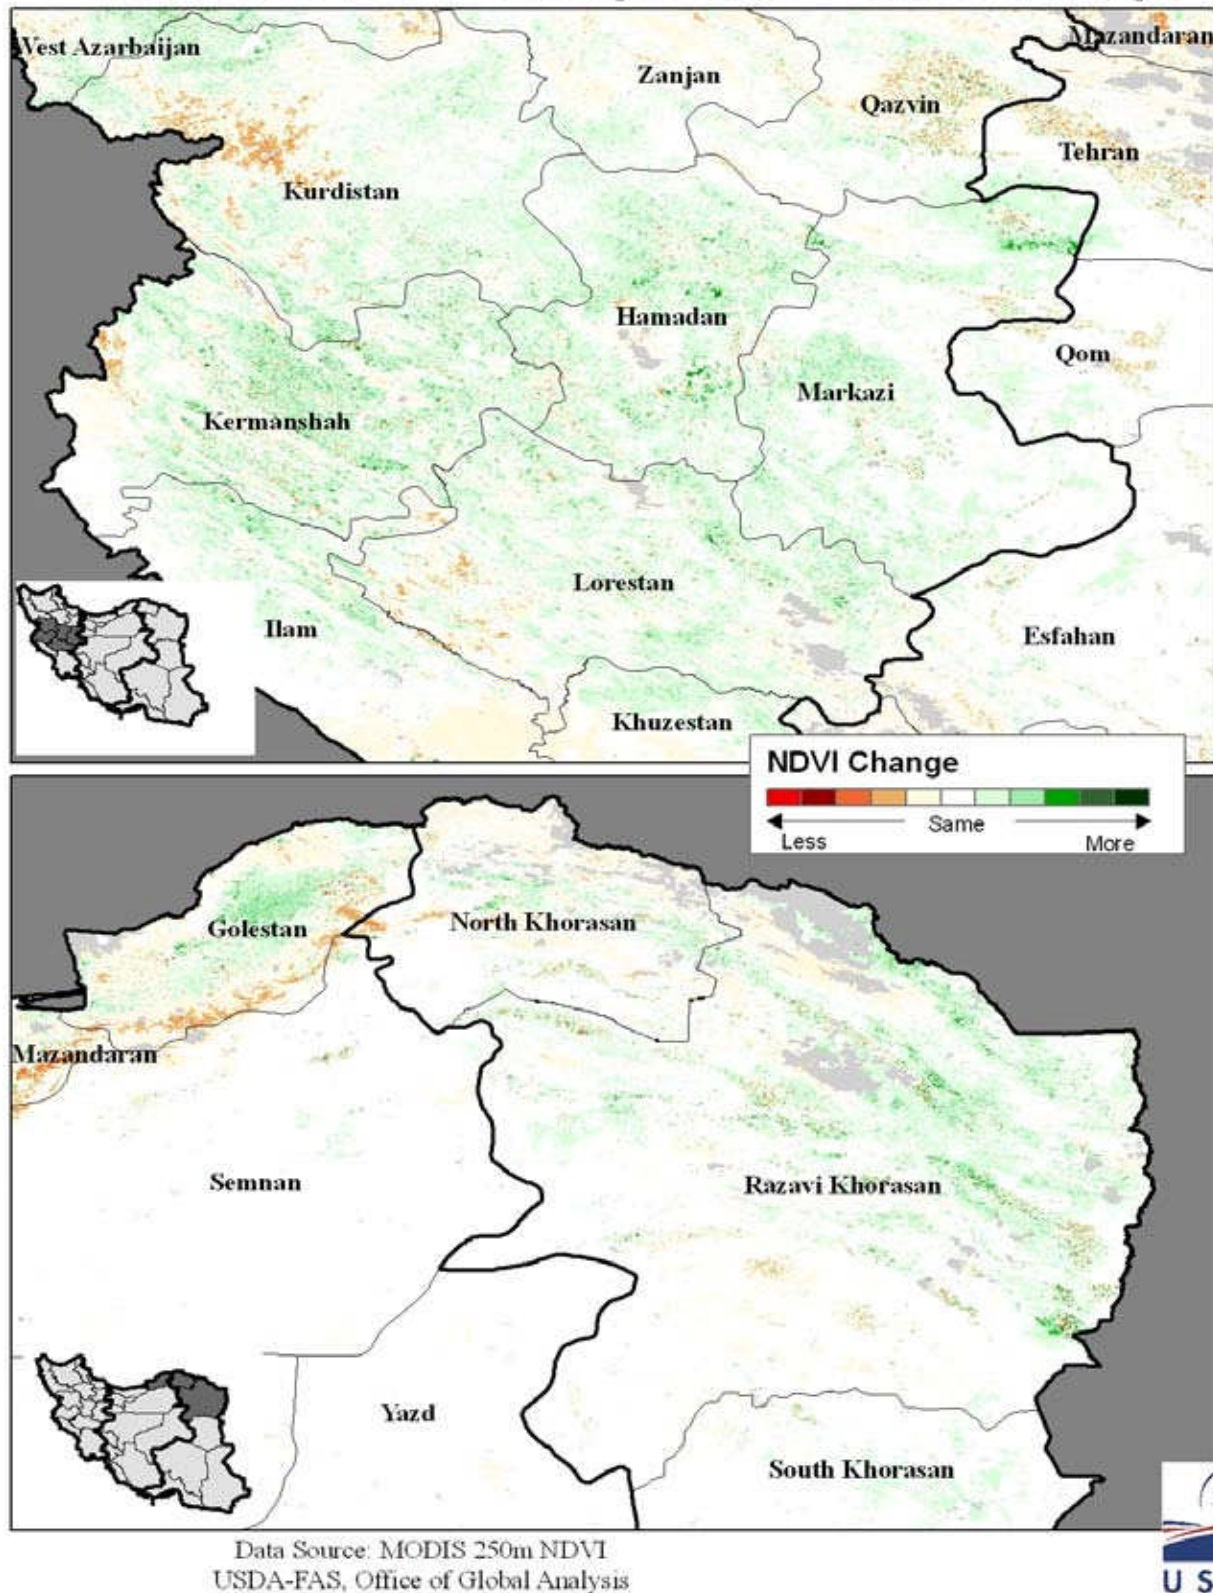 West Azarbaijan
Mazandaran
Zanjan
Qazvin
Tehran
Kurdistan
Hamadan
Qom
Markazi
Kermanshah
Lorestan
Ilam
Esfahan
Khuzestan
NDVI Change
Same
Less
More
Golestan
North Khorasan
Mazandaran
Semnan
Razavi Khorasan
Yazd
South Khorasan
Data Source: MODIS 250m NDVI
USDA-FAS, Office of Global Analysis
U S